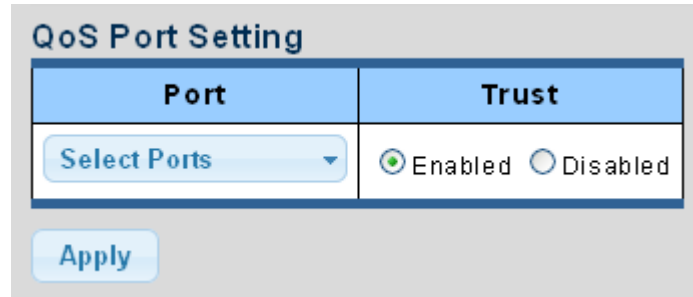 QoS Port Setting
Port Trust
Select Ports Enabled Disabled
Apply